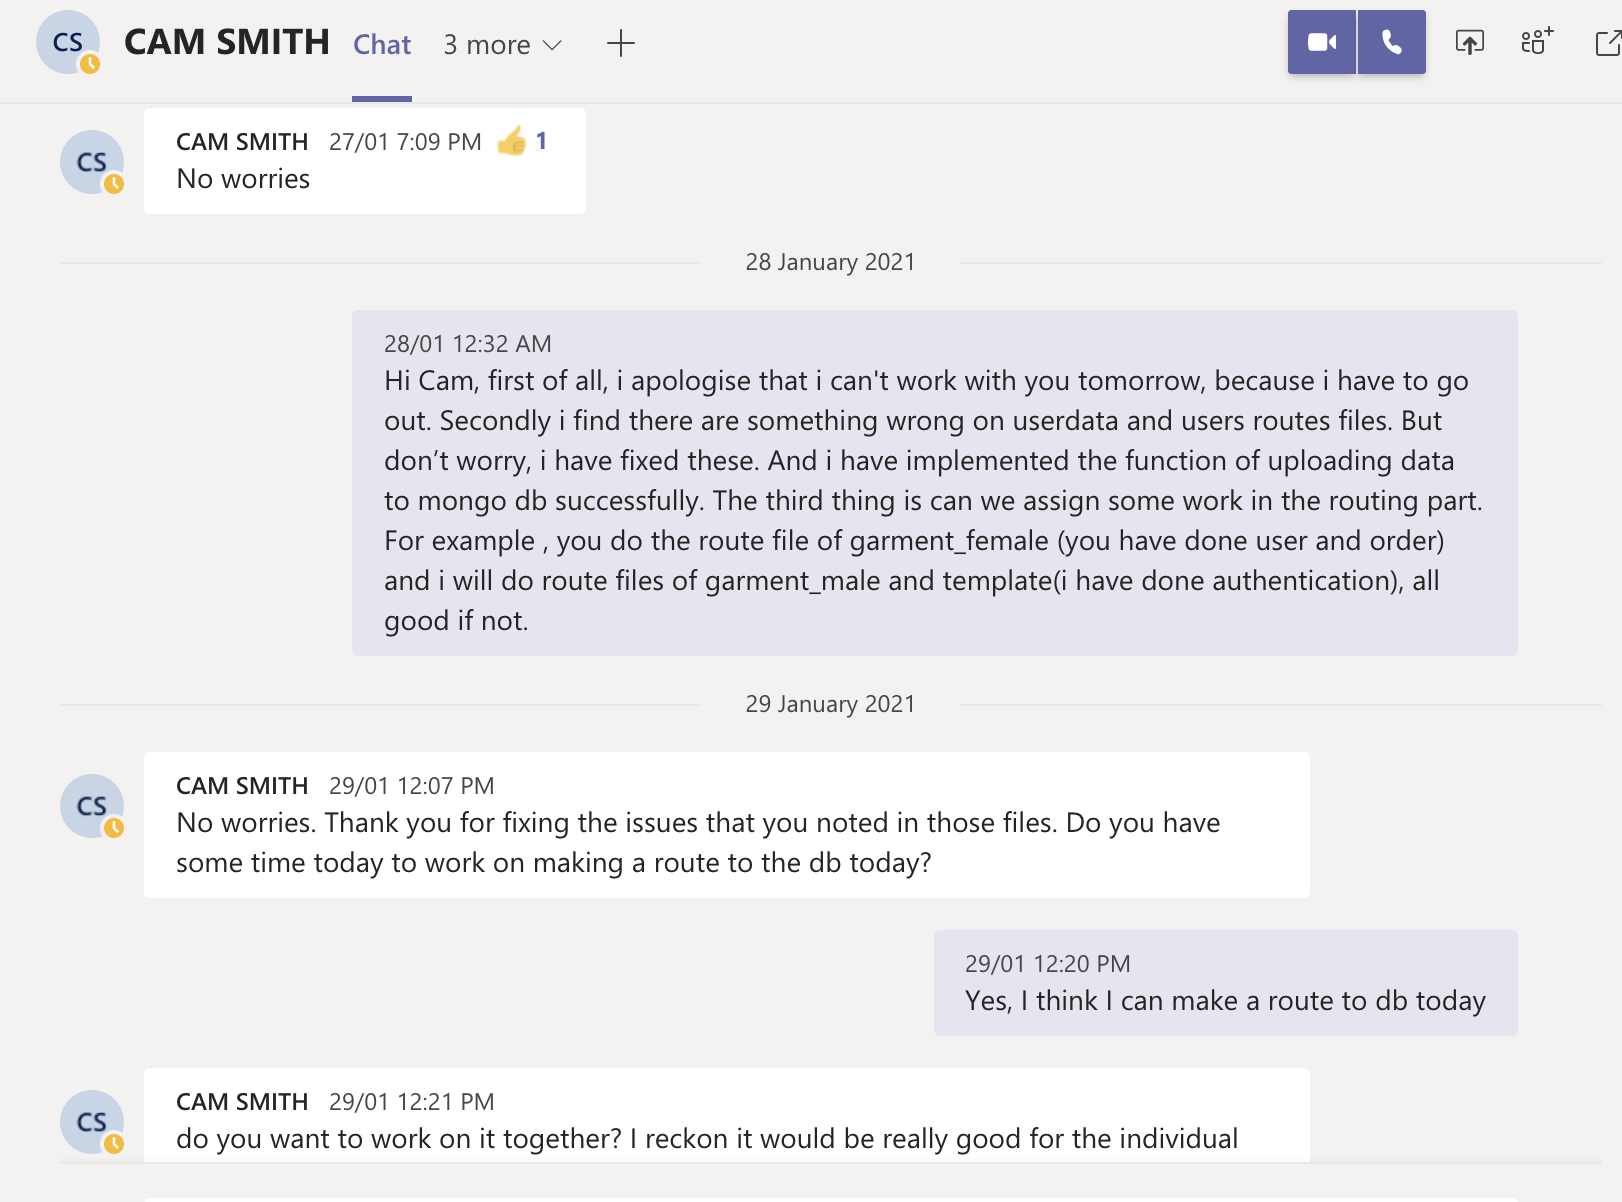 CS CAM SMITH Chat 3 more
CS CAM SMITH 27/01 7:09 PM 1
No worries
28 January 2021
28/01 12:32 AM
Hi Cam, first of all, i apologise that i can't work with you tomorrow, because i have to go
out. Secondly i find there are something wrong on userdata and users routes files. But
don’t worry, i have fixed these. And i have implemented the function of uploading data
to mongo db successfully. The third thing is can we assign some work in the routing part.
For example , you do the route file of garment_female (you have done user and order)
and i will do route files of garment_male and template(i have done authentication), all
good if not.
29 January 2021
CS CAM SMITH 29/01 12:07 PM
No worries. Thank you for fixing the issues that you noted in those files. Do you have
some time today to work on making a route to the db today?
29/01 12:20 PM
Yes, I think I can make a route to db today
CS CAM SMITH 29/01 12:21 PM
do you want to work on it together? I reckon it would be really good for the individual